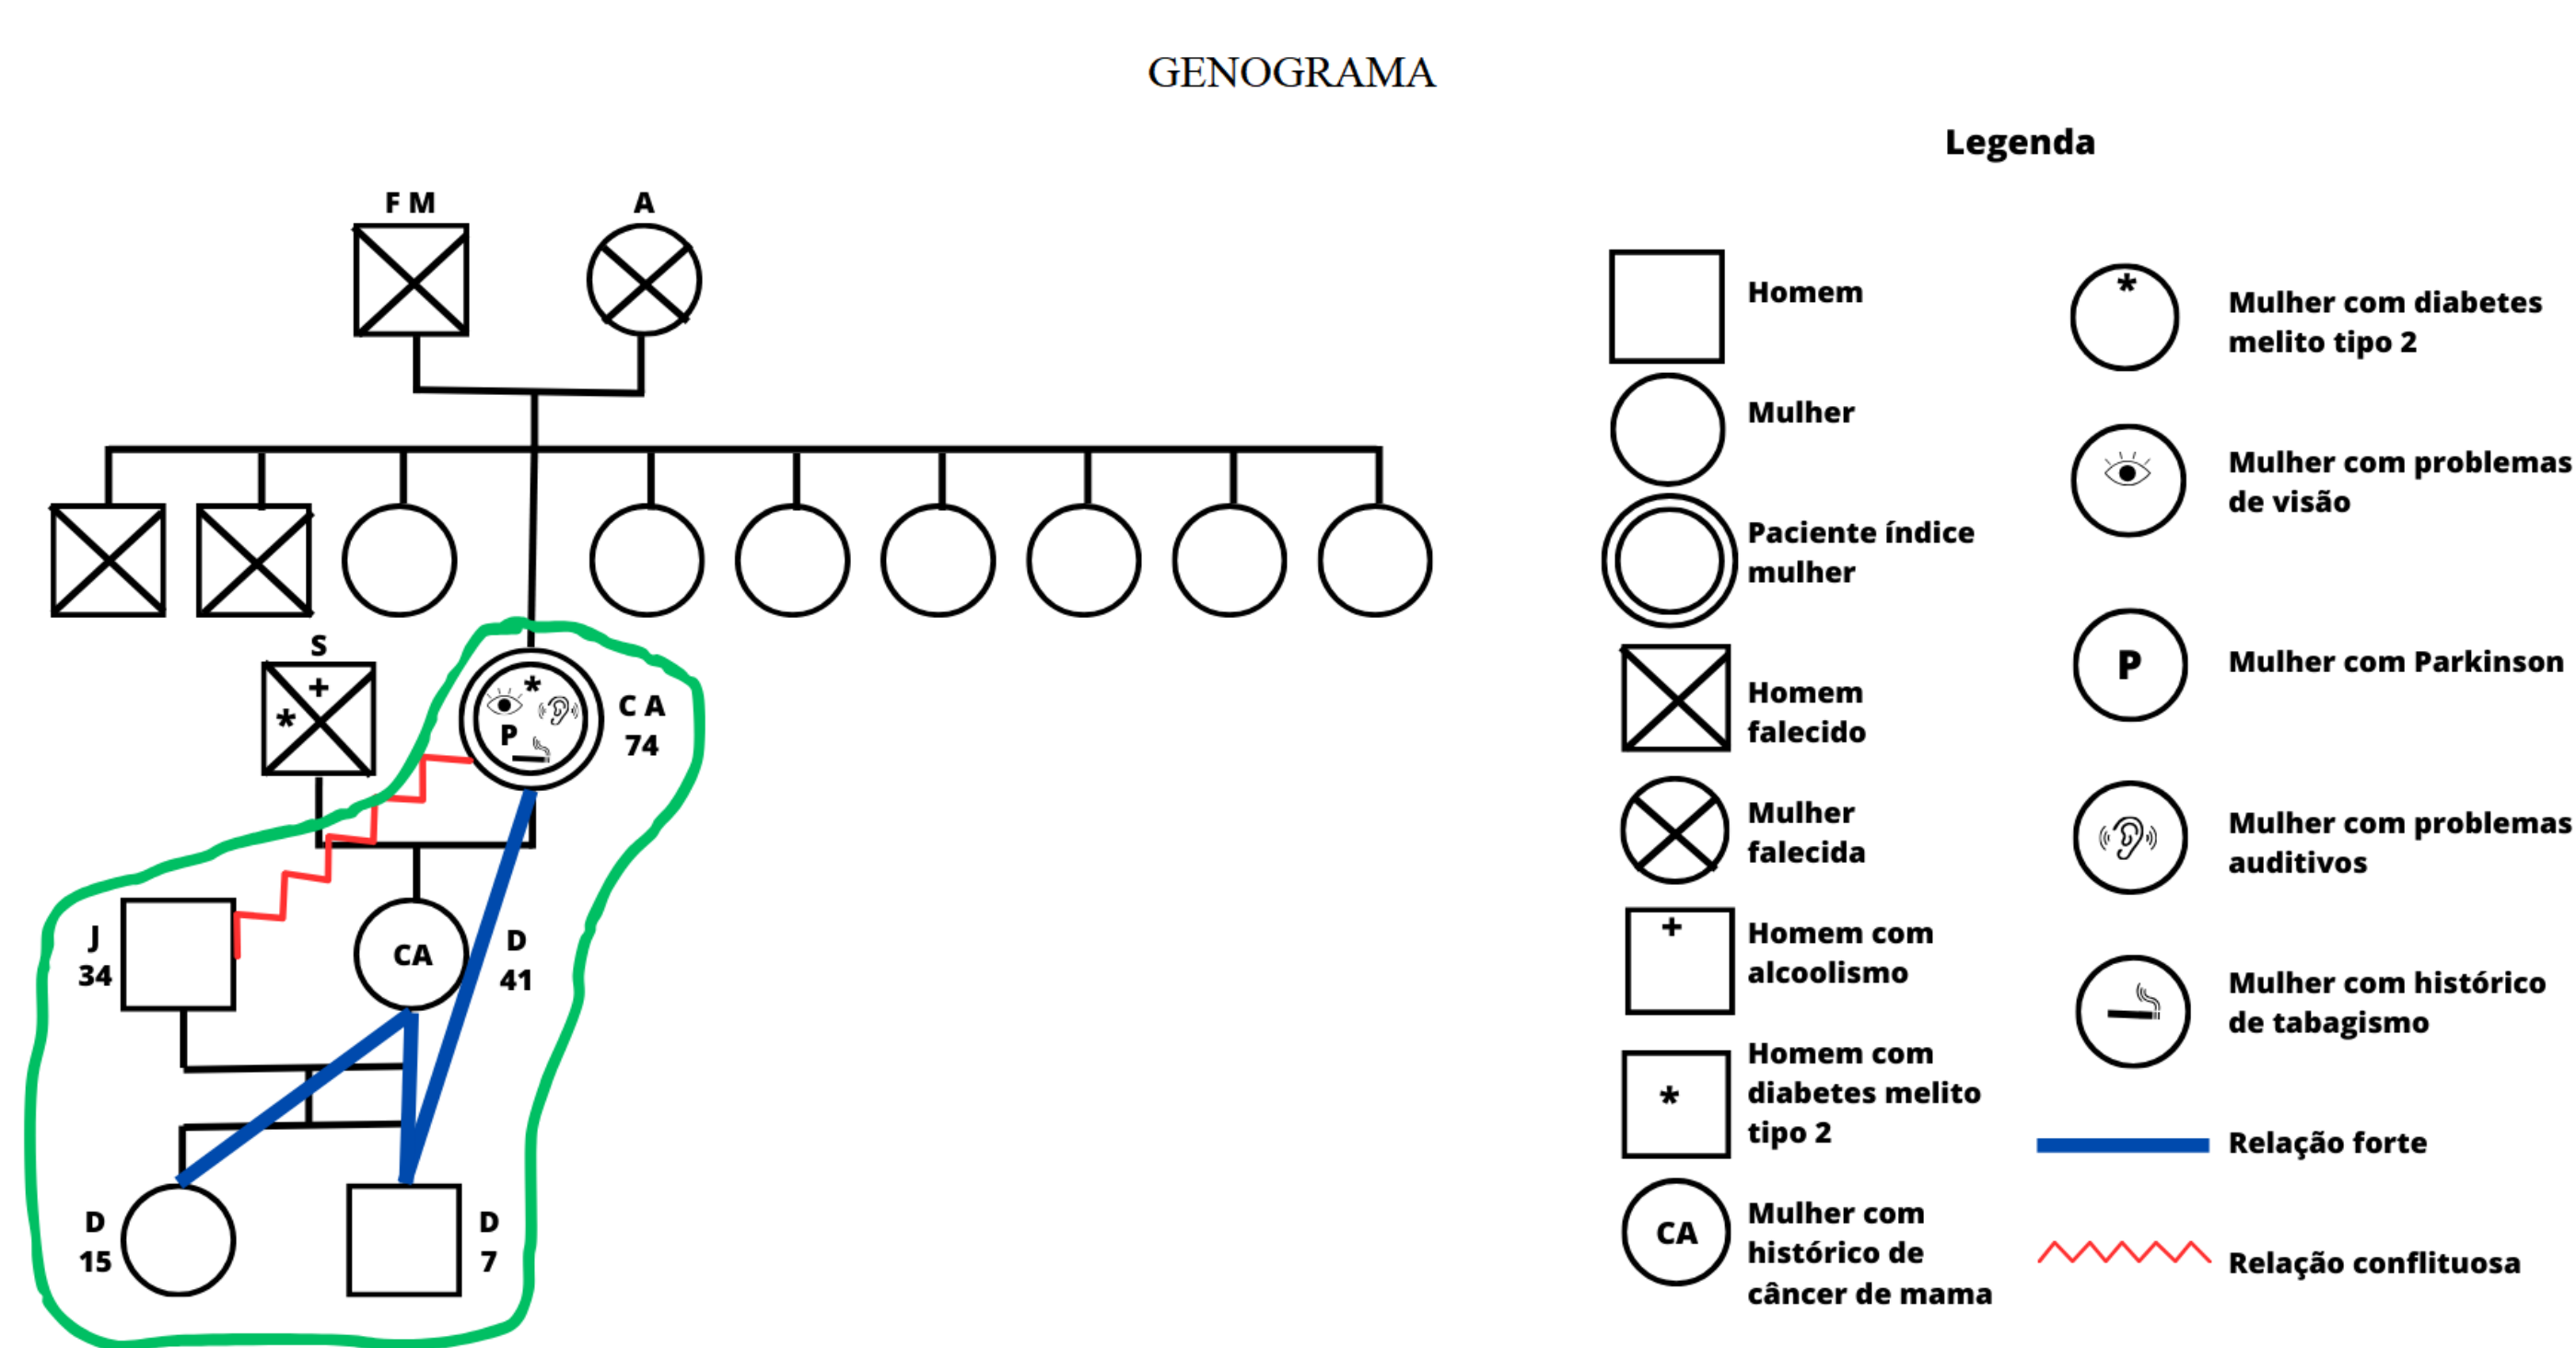 GENOGRAMA
F M
A
S
+
*
*
P
C A
74
J
34
CA
D
41
D
15
D
7
Legenda
Homem
Mulher
Paciente índice
mulher
Homem
falecido
Mulher
falecida
+
Homem com
alcoolismo
*
Homem com
diabetes melito
tipo 2
CA
Mulher com
histórico de
câncer de mama
*
Mulher com diabetes
melito tipo 2
Mulher com problemas
de visão
P
Mulher com Parkinson
Mulher com problemas
auditivos
Mulher com histórico
de tabagismo
Relação forte
Relação conflituosa